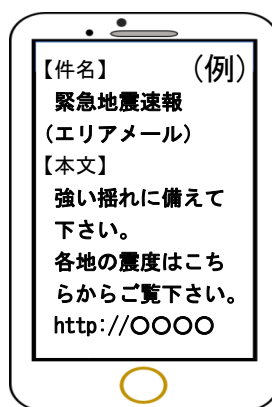 (例)
【件名】
緊急地震速報
(エリアメール)
【本文】
強い揺れに備えて
下さい。
各地の震度はこち
らからご覧下さい。
http://〇〇〇〇